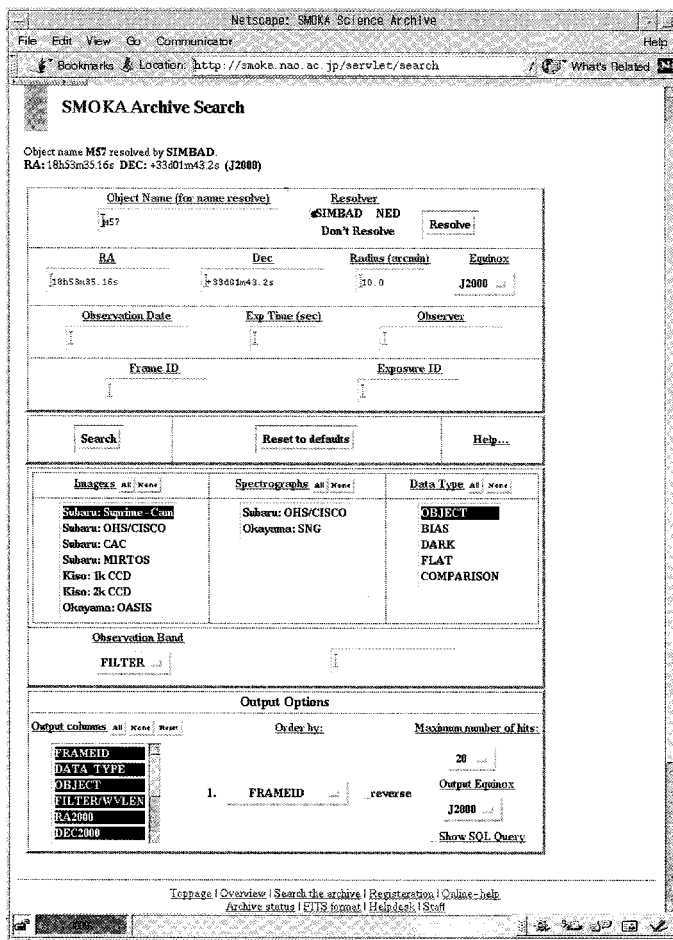 Netscape: SMOKA Science Archive
File Edit View Go Communicator Help
Bookmarks Location: http://smoka.nao.ac.jp/servlet/search What's Related
SMOKA Archive Search
Object name M57 resolved by SIMBAD.
RA: 18h53m35.16s DEC: +33d01m43.2s (J2000)
Object Name (for name resolve) Resolver
M57 SIMBAD NED Resolve
Don't Resolve
RA Dec Radius (arcmin) Equinox
18h53m35.16s +33d01m43.2s 10.0 J2000
Observation Date Exp Time (sec) Observer
Frame ID Exposure ID
Search Reset to defaults Help...
Imagers All None Spectrographs All None Data Type All None
Subaru: Suprime-Cam Subaru: OHS/CISCO OBJECT
Subaru: OHS/CISCO Okayama: SNG BIAS
Subaru: CAC DARK
Subaru: MIRTOS FLAT
Kiso: 1k CCD COMPARISON
Kiso: 2k CCD
Okayama: OASIS
Observation Band
FILTER
Output Options
Output columns All None Reset Order by: Maximum number of hits:
FRAMEID 20
DATA TYPE
OBJECT Output Equinox
FILTER/WVLEN 1. FRAMEID reverse
RA2000 J2000
DEC2000 Show SQL Query
Toppage | Overview | Search the archive | Registeration | Online-help
Archive status | FITS format | Helpdesk | Staff